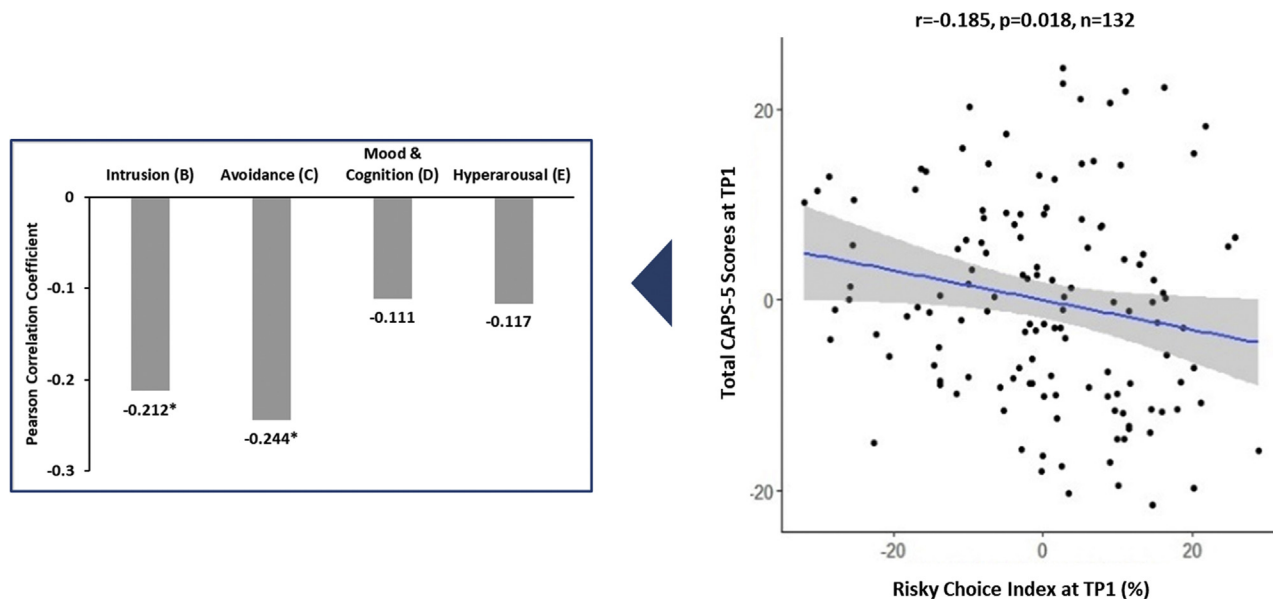 Pearson Correlation Coefficient
0
-0.1
-0.2
-0.3
Intrusion (B)
Avoidance (C)
Mood &
Cognition (D)
Hyperarousal (E)
-0.212*
-0.244*
-0.111
-0.117
r=-0.185, p=0.018, n=132
Total CAPS-5 Scores at TP1
20
0
-20
-20
0
20
Risky Choice Index at TP1 (%)